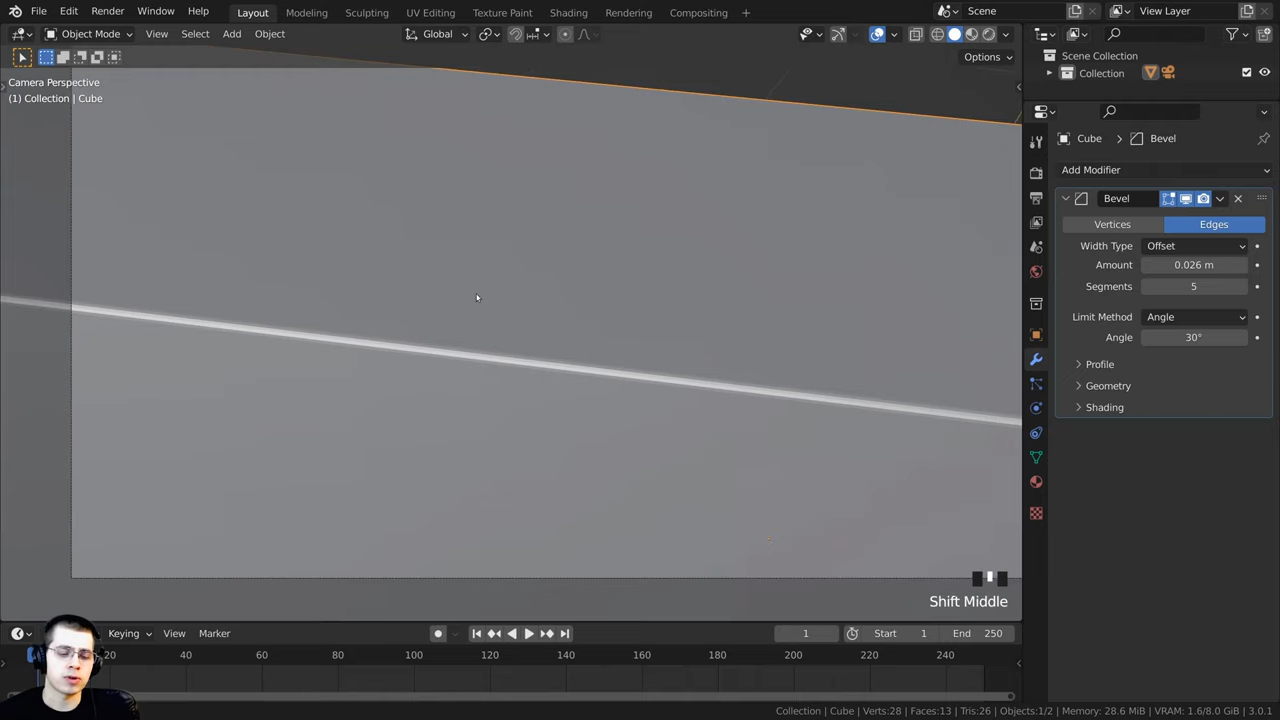 File Edit Render Window Help Layout Modeling Sculpting UV Editing Texture Paint Shading Rendering Compositing + Scene View Layer
Object Mode View Select Add Object Global
Options
Camera Perspective
(1) Collection | Cube
Scene Collection
Collection
Cube > Bevel
Add Modifier
Bevel
Vertices Edges
Width Type Offset
Amount 0.026 m
Segments 5
Limit Method Angle
Angle 30°
Profile
Geometry
Shading
Shift Middle
Keying View Marker 1 Start 1 End 250
20 40 60 80 100 120 140 160 180 200 220 240
Collection | Cube | Verts:28 | Faces:13 | Tris:26 | Objects:1/2 | Memory: 28.6 MiB | VRAM: 1.6/8.0 GiB | 3.0.1